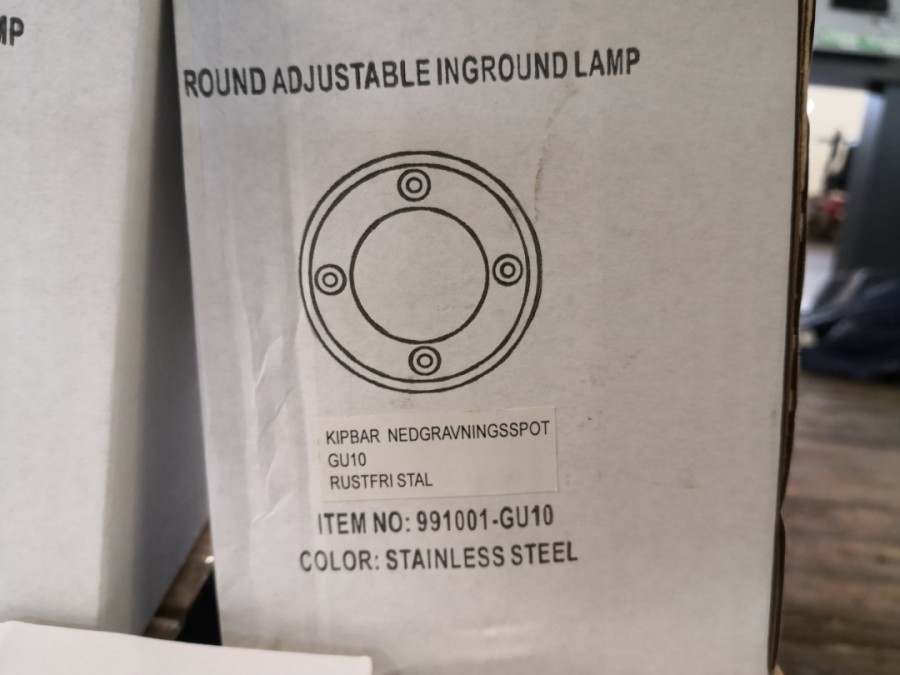 MP
ROUND ADJUSTABLE INGROUND LAMP
KIPBAR NEDGRAVNINGSSPOT
GU10
RUSTFRI STAL
ITEM NO: 991001-GU10
COLOR: STAINLESS STEEL